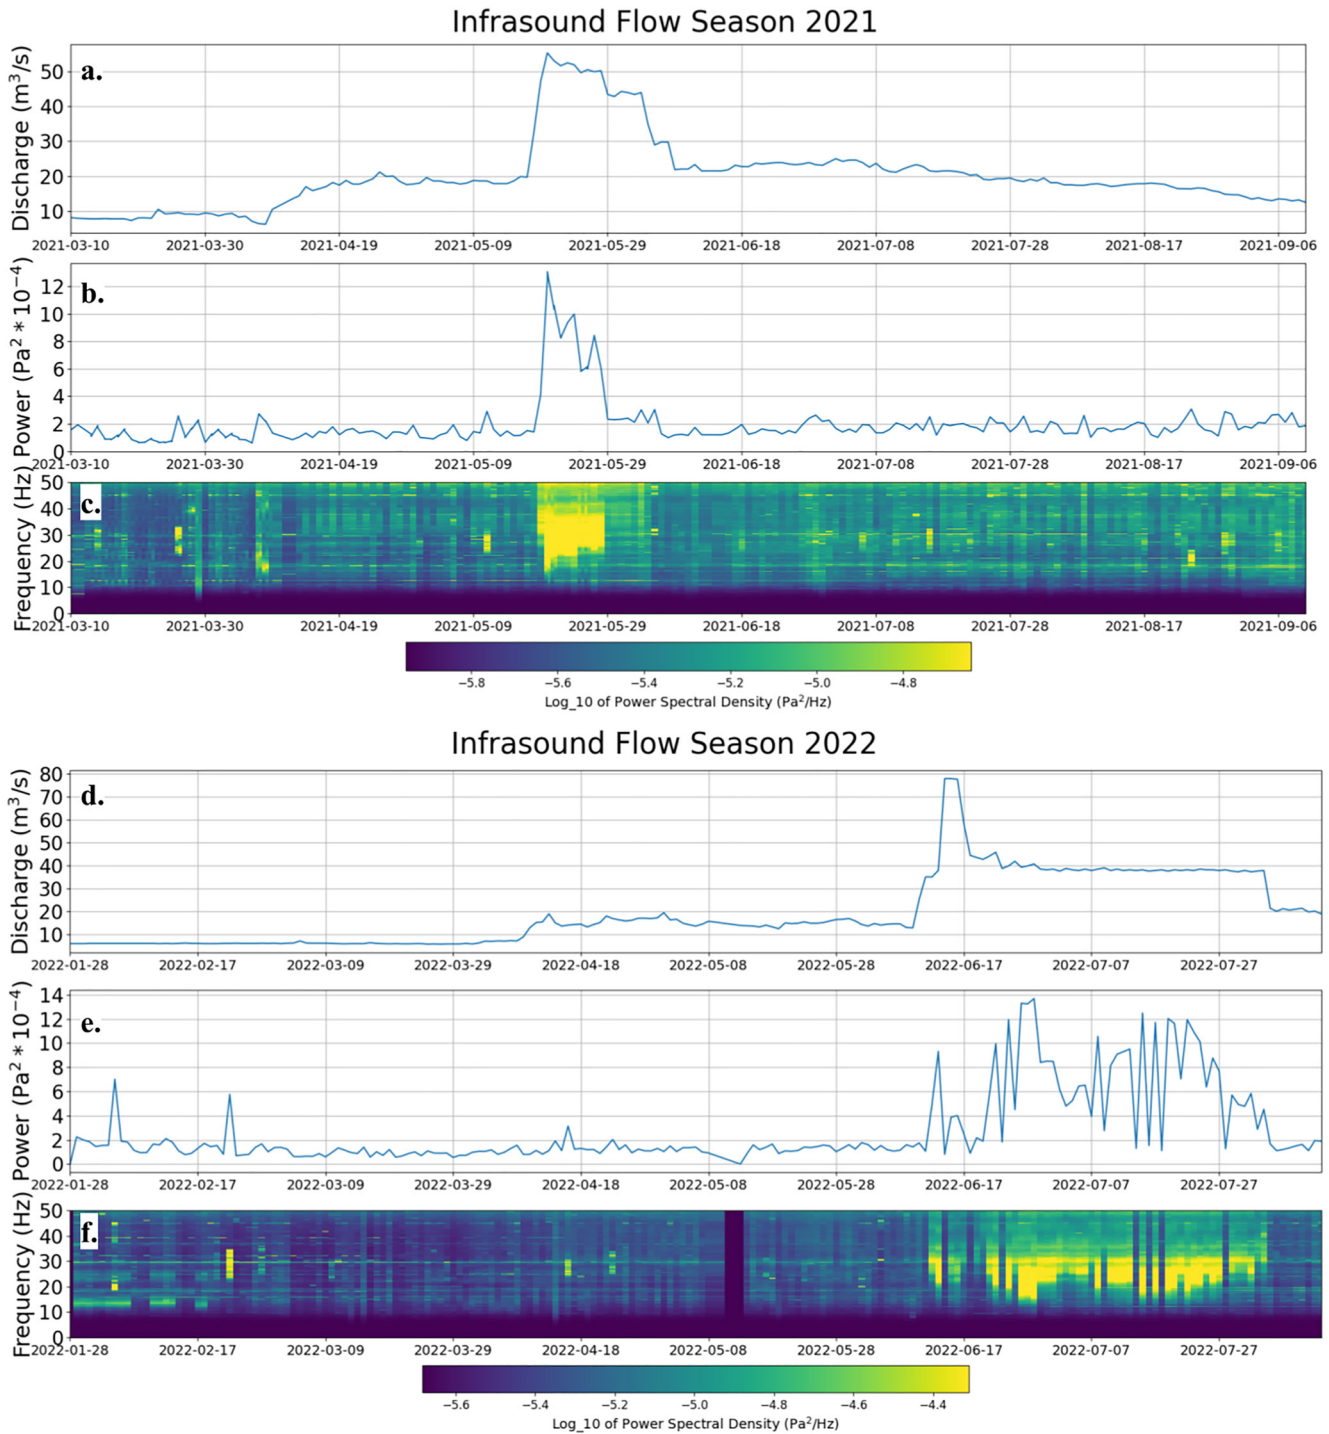 Infrasound Flow Season 2021
a.
Discharge (m³/s)
50
40
30
20
10
2021-03-10 2021-03-30 2021-04-19 2021-05-09 2021-05-29 2021-06-18 2021-07-08 2021-07-28 2021-08-17 2021-09-06
b.
Power (Pa² * 10⁻⁴)
12
10
8
6
4
2
0
2021-03-10 2021-03-30 2021-04-19 2021-05-09 2021-05-29 2021-06-18 2021-07-08 2021-07-28 2021-08-17 2021-09-06
c.
Frequency (Hz)
50
40
30
20
10
0
2021-03-10 2021-03-30 2021-04-19 2021-05-09 2021-05-29 2021-06-18 2021-07-08 2021-07-28 2021-08-17 2021-09-06
−5.8 −5.6 −5.4 −5.2 −5.0 −4.8
Log_10 of Power Spectral Density (Pa²/Hz)
Infrasound Flow Season 2022
d.
Discharge (m³/s)
80
70
60
50
40
30
20
10
2022-01-28 2022-02-17 2022-03-09 2022-03-29 2022-04-18 2022-05-08 2022-05-28 2022-06-17 2022-07-07 2022-07-27
e.
Power (Pa² * 10⁻⁴)
14
12
10
8
6
4
2
0
2022-01-28 2022-02-17 2022-03-09 2022-03-29 2022-04-18 2022-05-08 2022-05-28 2022-06-17 2022-07-07 2022-07-27
f.
Frequency (Hz)
50
40
30
20
10
0
2022-01-28 2022-02-17 2022-03-09 2022-03-29 2022-04-18 2022-05-08 2022-05-28 2022-06-17 2022-07-07 2022-07-27
−5.6 −5.4 −5.2 −5.0 −4.8 −4.6 −4.4
Log_10 of Power Spectral Density (Pa²/Hz)